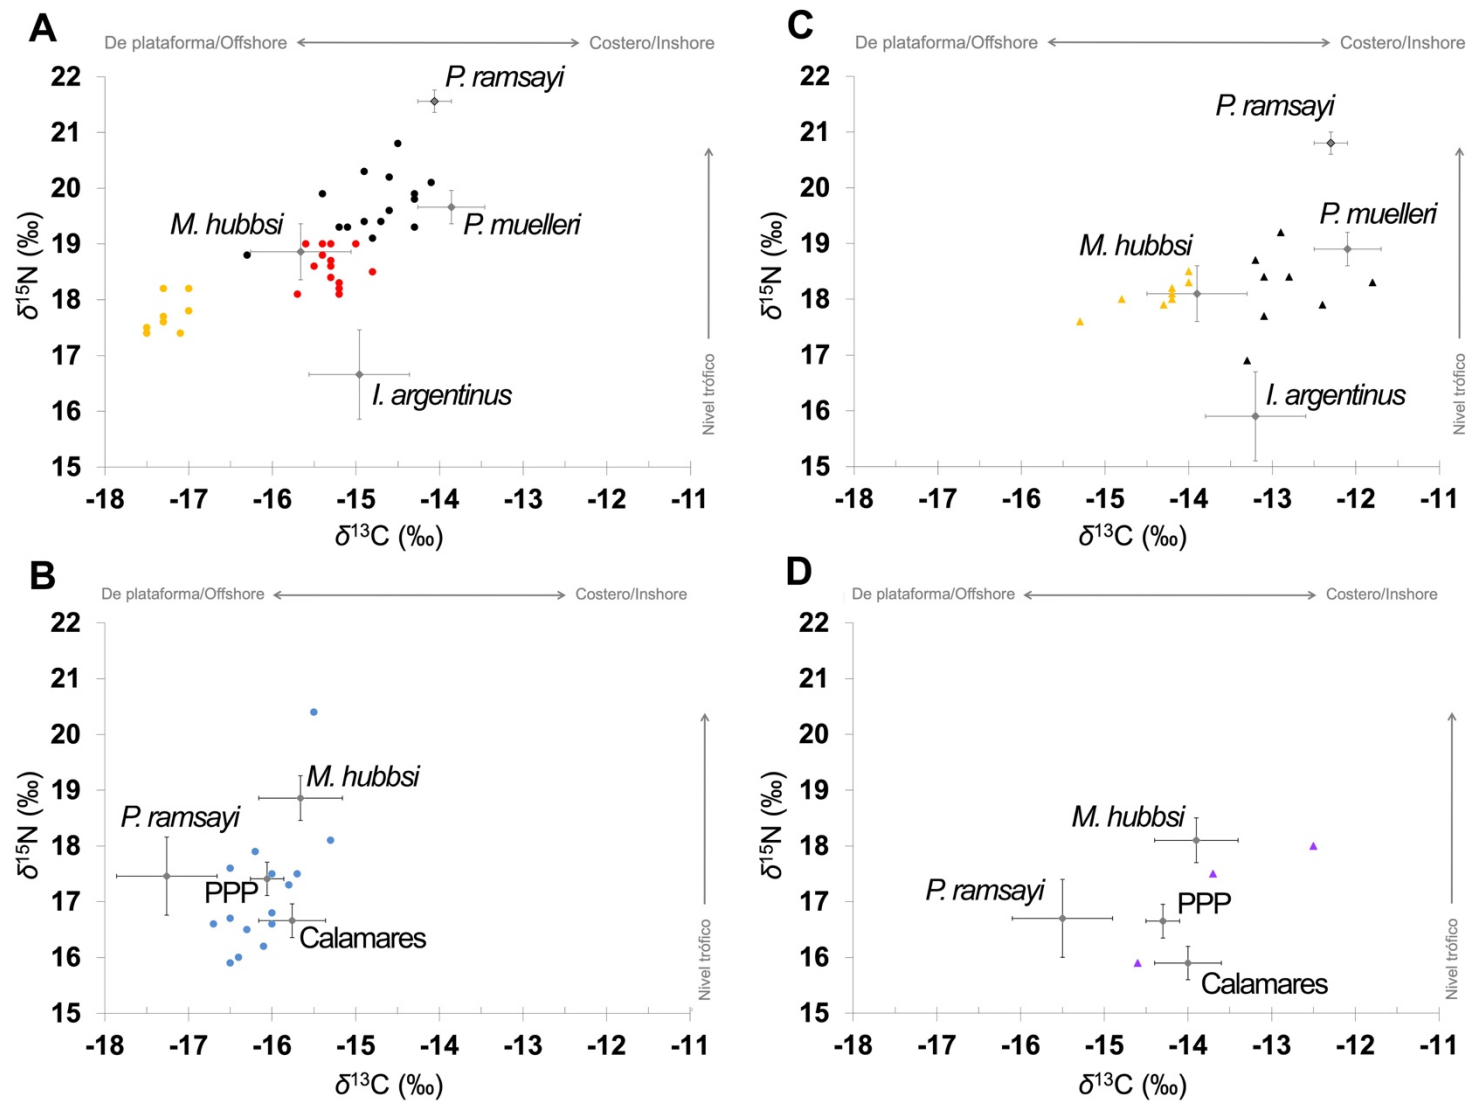 A
De plataforma/Offshore
Costero/Inshore
22
21
20
19
18
17
16
15
δ15N (‰)
P. ramsayi
M. hubbsi
P. muelleri
I. argentinus
Nivel trófico
-18 -17 -16 -15 -14 -13 -12 -11
δ13C (‰)
C
De plataforma/Offshore
Costero/Inshore
22
21
20
19
18
17
16
15
δ15N (‰)
P. ramsayi
P. muelleri
M. hubbsi
I. argentinus
Nivel trófico
-18 -17 -16 -15 -14 -13 -12 -11
δ13C (‰)
B
De plataforma/Offshore
Costero/Inshore
22
21
20
19
18
17
16
15
δ15N (‰)
M. hubbsi
P. ramsayi
PPP
Calamares
Nivel trófico
-18 -17 -16 -15 -14 -13 -12 -11
δ13C (‰)
D
De plataforma/Offshore
Costero/Inshore
22
21
20
19
18
17
16
15
δ15N (‰)
M. hubbsi
P. ramsayi
PPP
Calamares
Nivel trófico
-18 -17 -16 -15 -14 -13 -12 -11
δ13C (‰)